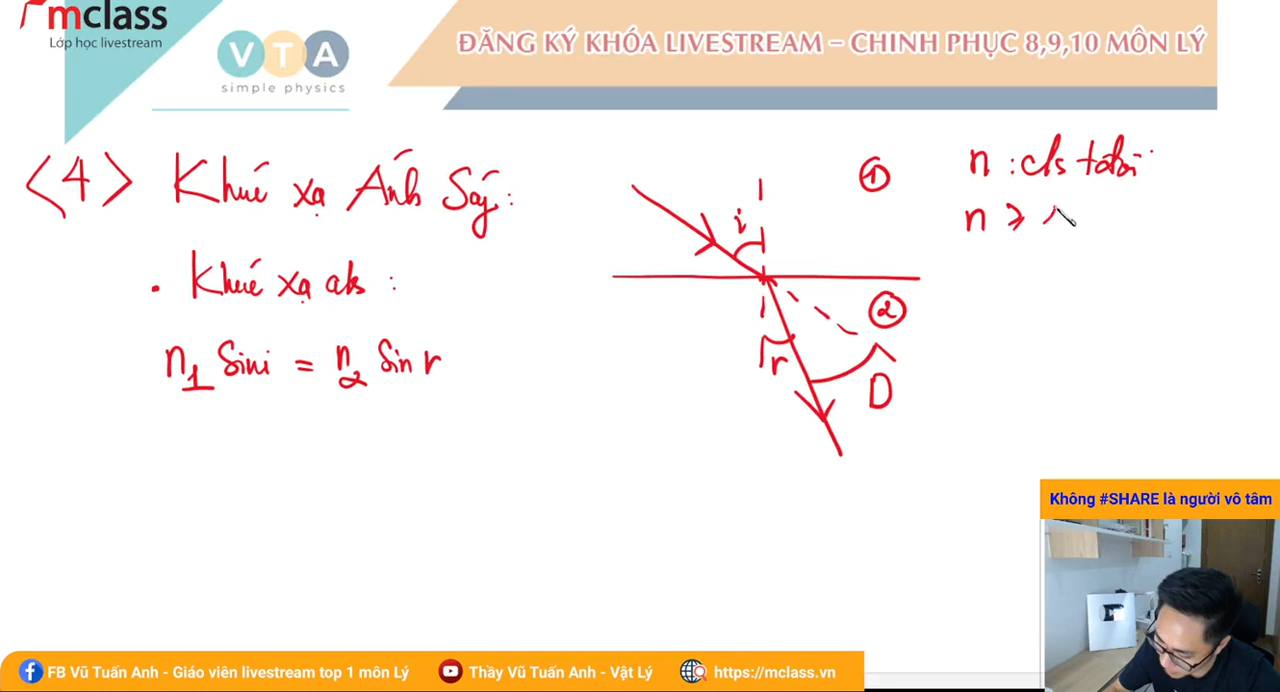 mclass
Lớp học livestream
VTA
simple physics
ĐĂNG KÝ KHÓA LIVESTREAM – CHINH PHỤC 8,9,10 MÔN LÝ
<4> Khúc xạ Ánh Sáng :
• Khúc xạ a/s :
n1 Sini = n2 Sin r
i
1
2
r
D
n : c/s t.đối
n ≥ 1
Không #SHARE là người vô tâm
FB Vũ Tuấn Anh - Giáo viên livestream top 1 môn Lý
Thầy Vũ Tuấn Anh - Vật Lý
https://mclass.vn